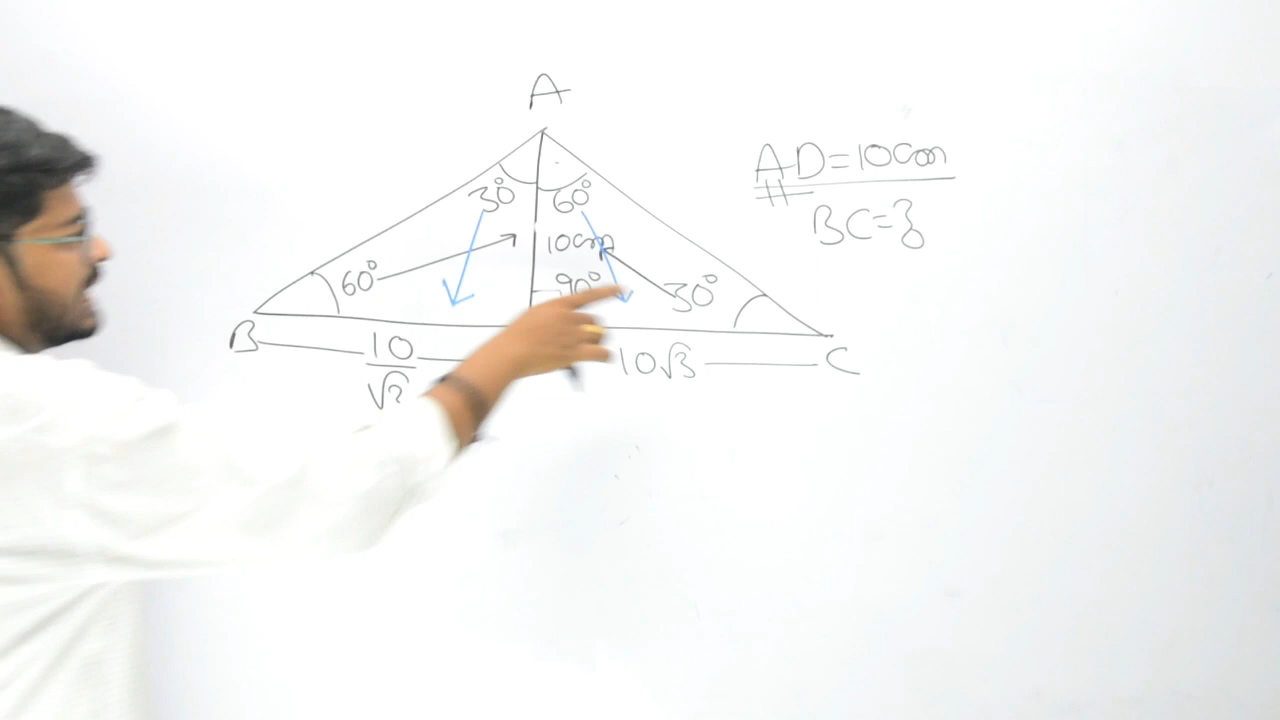 A
AD=10cm
30° 60°
BC=?
10cm
60° 90° 30°
B 10/√3 10√3 C